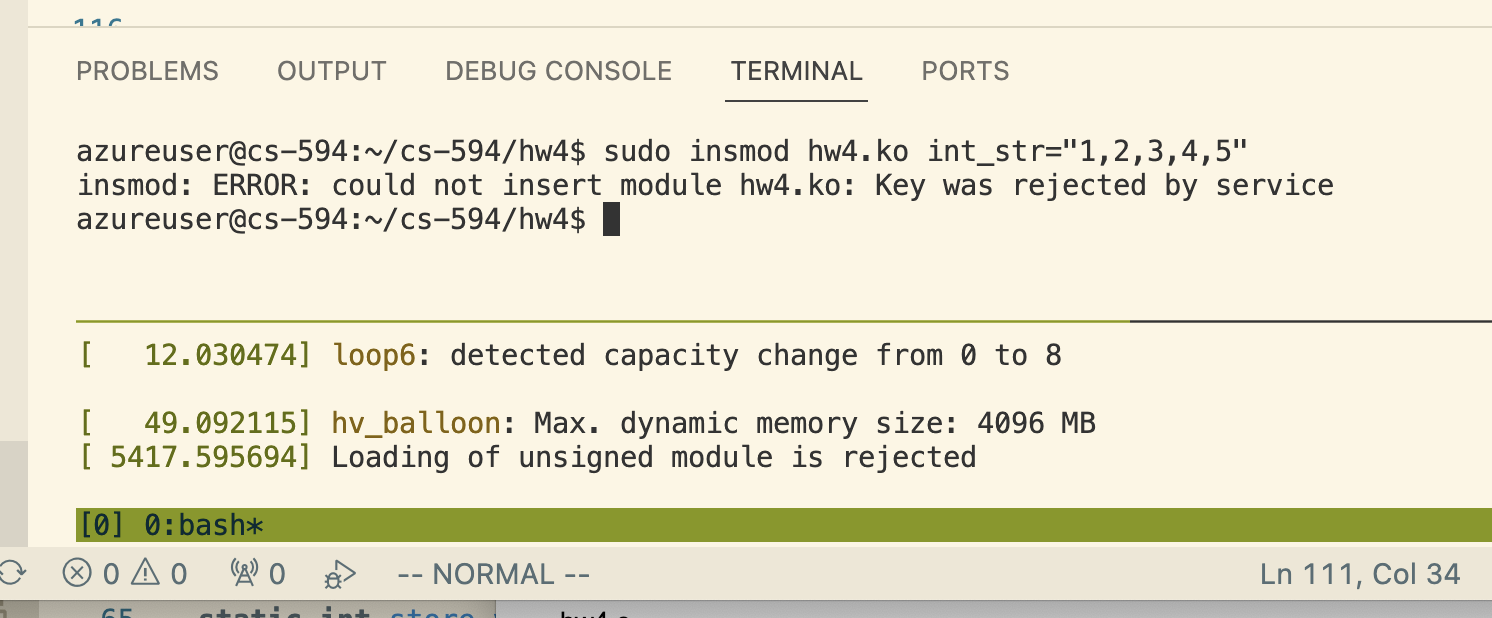 116
PROBLEMS OUTPUT DEBUG CONSOLE TERMINAL PORTS
azureuser@cs-594:~/cs-594/hw4$ sudo insmod hw4.ko int_str="1,2,3,4,5"
insmod: ERROR: could not insert module hw4.ko: Key was rejected by service
azureuser@cs-594:~/cs-594/hw4$
[   12.030474] loop6: detected capacity change from 0 to 8
[   49.092115] hv_balloon: Max. dynamic memory size: 4096 MB
[ 5417.595694] Loading of unsigned module is rejected
[0] 0:bash*
0 0 0 -- NORMAL -- Ln 111, Col 34
65 static int store